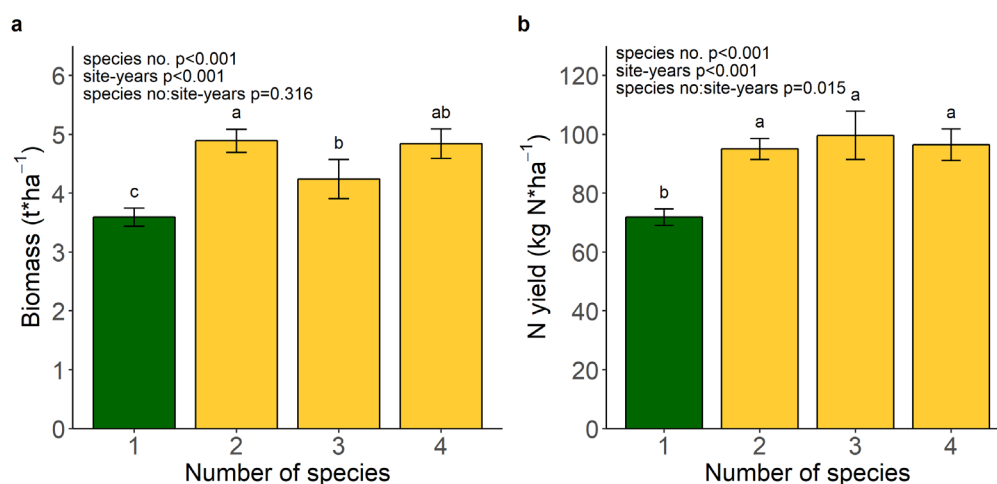 a
species no. p<0.001
site-years p<0.001
species no:site-years p=0.316
Biomass (t*ha⁻¹)
6
5
4
3
2
1
0
c
a
b
ab
1 2 3 4
Number of species
b
species no. p<0.001
site-years p<0.001
species no:site-years p=0.015
N yield (kg N*ha⁻¹)
120
100
80
60
40
20
0
b
a
a
a
1 2 3 4
Number of species